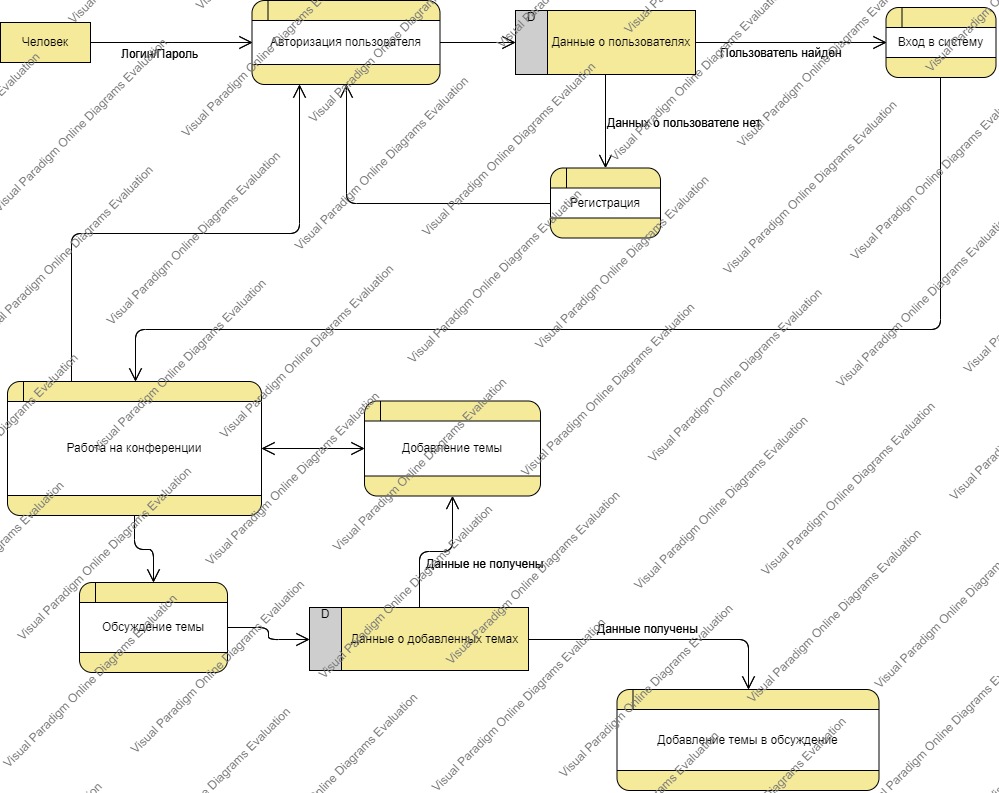 Человек
Логин/Пароль
Авторизация пользователя
D
Данные о пользователях
Пользователь найден
Вход в систему
Данных о пользователе нет
Регистрация
Работа на конференции
Добавление темы
Данные не получены
Обсуждение темы
D
Данные о добавленных темах
Данные получены
Добавление темы в обсуждение
Visual Paradigm Online Diagrams Evaluation